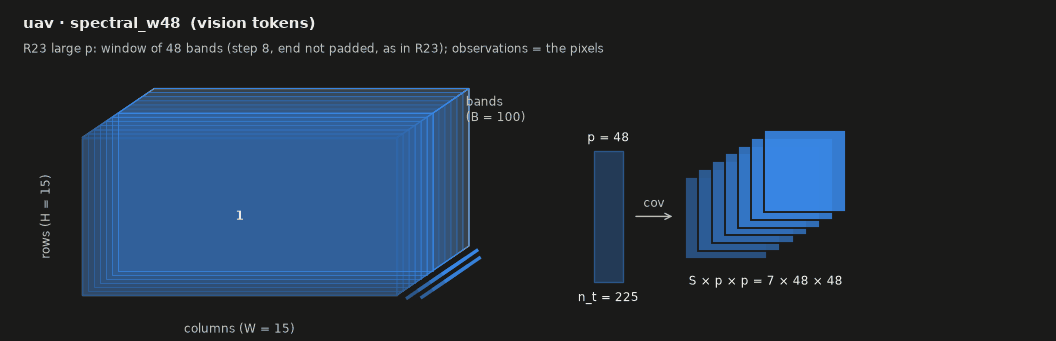 uav · spectral_w48 (vision tokens)
R23 large p: window of 48 bands (step 8, end not padded, as in R23); observations = the pixels
bands
(B = 100)
rows (H = 15)
1
columns (W = 15)
p = 48
n_t = 225
cov
S × p × p = 7 × 48 × 48